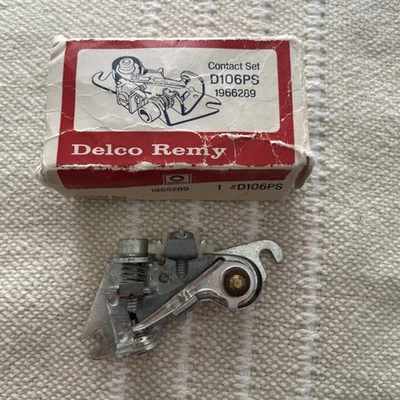 Contact Set
D106PS
1966289
Delco Remy
1966289 1 #D106PS